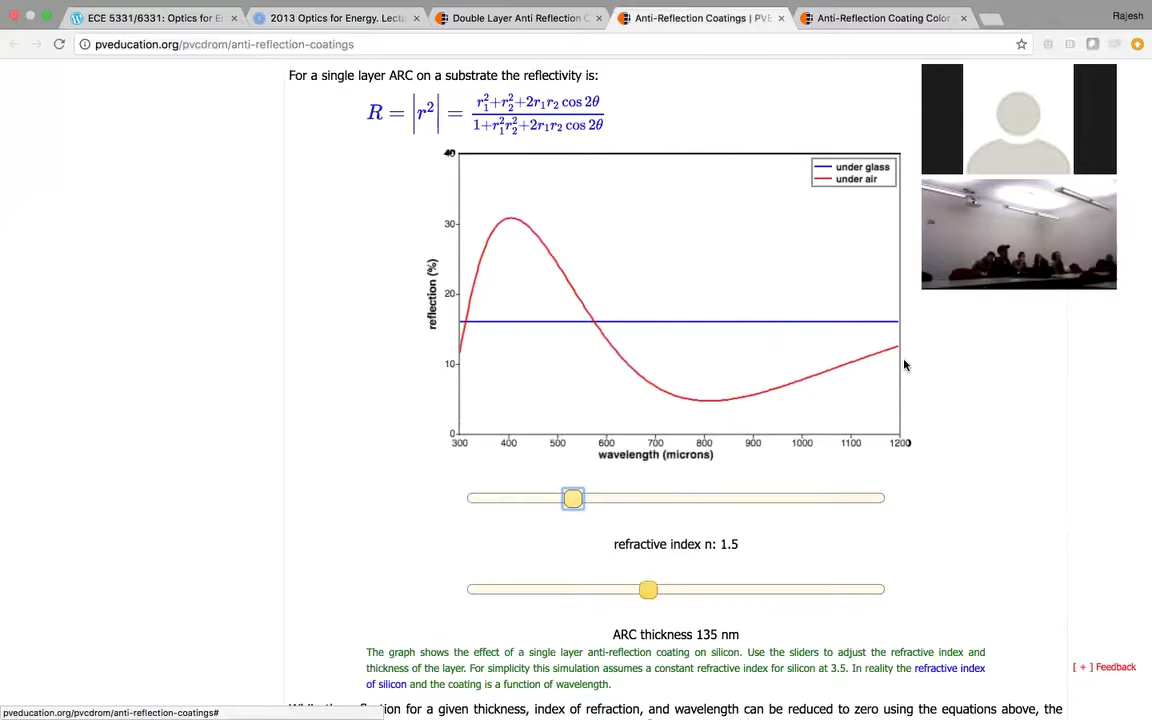 ECE 5331/6331: Optics for E
2013 Optics for Energy. Lectu
Double Layer Anti Reflection C
Anti-Reflection Coatings | PVE
Anti-Reflection Coating Color
Rajesh
pveducation.org/pvcdrom/anti-reflection-coatings
For a single layer ARC on a substrate the reflectivity is:
R = |r²| = (r₁²+r₂²+2r₁r₂ cos 2θ)/(1+r₁²r₂²+2r₁r₂ cos 2θ)
40
under glass
under air
30
reflection (%)
20
10
0
300 400 500 600 700 800 900 1000 1100 1200
wavelength (microns)
refractive index n: 1.5
ARC thickness 135 nm
The graph shows the effect of a single layer anti-reflection coating on silicon. Use the sliders to adjust the refractive index and
thickness of the layer. For simplicity this simulation assumes a constant refractive index for silicon at 3.5. In reality the refractive index
of silicon and the coating is a function of wavelength.
[ + ] Feedback
ion for a given thickness, index of refraction, and wavelength can be reduced to zero using the equations above, the
pveducation.org/pvcdrom/anti-reflection-coatings#